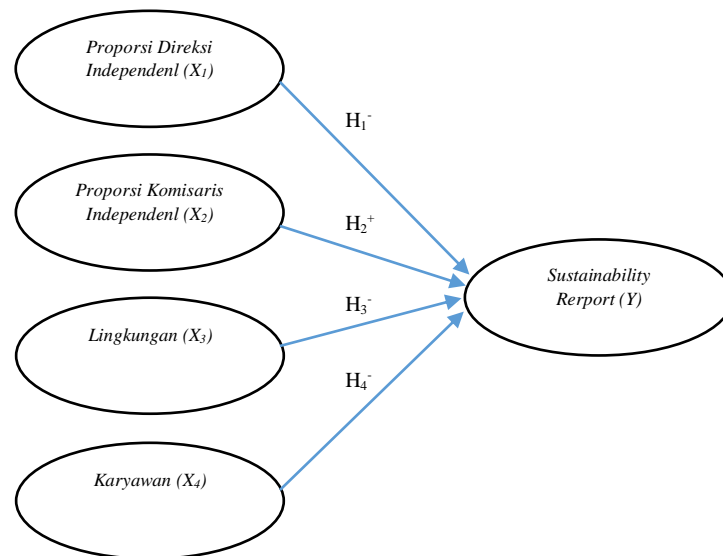 Proporsi Direksi
Independenl (X₁)
H₁⁻
Proporsi Komisaris
Independenl (X₂)
H₂⁺
Sustainability
Rerport (Y)
H₃⁻
Lingkungan (X₃)
H₄⁻
Karyawan (X₄)